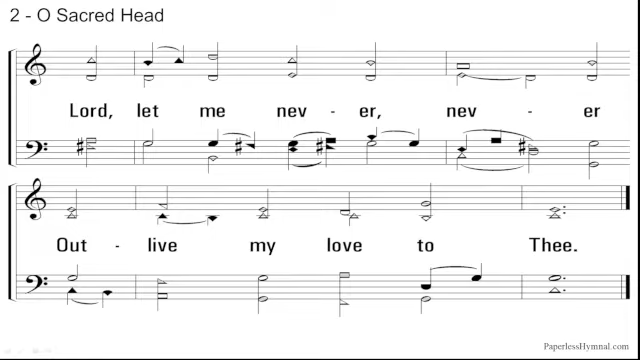 2 - O Sacred Head
Lord, let me nev - er, nev - er
Out - live my love to Thee.
PaperlessHymnal.com